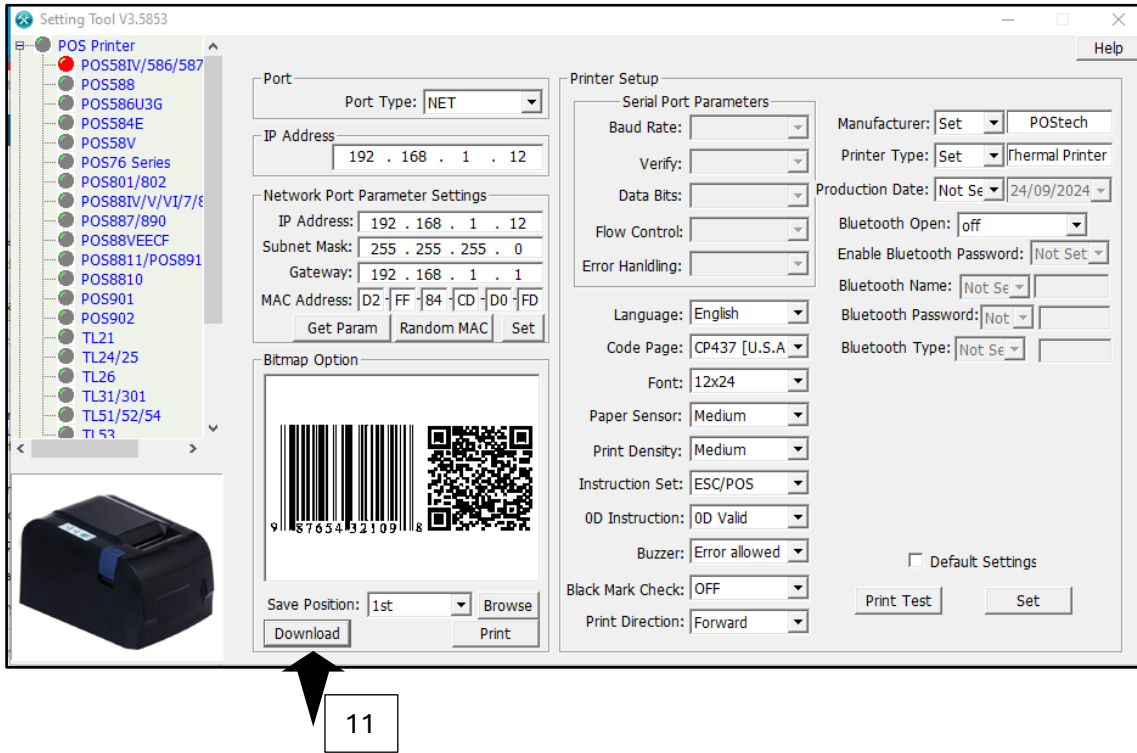 Setting Tool V3.5853
Help
POS Printer
POS58IV/586/587
POS588
POS586U3G
POS584E
POS58V
POS76 Series
POS801/802
POS88IV/V/VI/7/8
POS887/890
POS88VEECF
POS8811/POS891
POS8810
POS901
POS902
TL21
TL24/25
TL26
TL31/301
TL51/52/54
TL53
Port
Port Type: NET
IP Address
192 . 168 . 1 . 12
Network Port Parameter Settings
IP Address: 192 . 168 . 1 . 12
Subnet Mask: 255 . 255 . 255 . 0
Gateway: 192 . 168 . 1 . 1
MAC Address: D2 - FF - 84 - CD - D0 - FD
Get Param Random MAC Set
Bitmap Option
9 87654 32109 8
Save Position: 1st Browse
Download Print
Printer Setup
Serial Port Parameters
Baud Rate:
Verify:
Data Bits:
Flow Control:
Error Hanldling:
Language: English
Code Page: CP437 [U.S.A
Font: 12x24
Paper Sensor: Medium
Print Density: Medium
Instruction Set: ESC/POS
0D Instruction: 0D Valid
Buzzer: Error allowed
Black Mark Check: OFF
Print Direction: Forward
Manufacturer: Set POStech
Printer Type: Set Thermal Printer
Production Date: Not Se 24/09/2024
Bluetooth Open: off
Enable Bluetooth Password: Not Set
Bluetooth Name: Not Se
Bluetooth Password: Not
Bluetooth Type: Not Se
Default Settings
Print Test Set
11